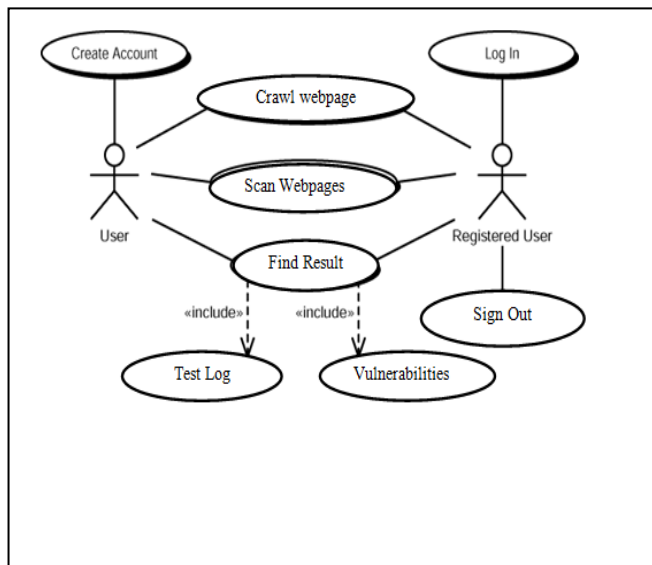 Create Account
Log In
Crawl webpage
Scan Webpages
User
Registered User
Find Result
«include»
«include»
Sign Out
Test Log
Vulnerabilities